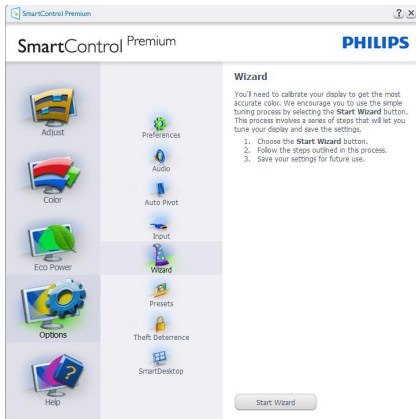 SmartControl Premium
? X
SmartControl Premium
PHILIPS
Adjust
Color
Eco Power
Options
Help
Preferences
Audio
Auto Pivot
Input
Wizard
Presets
Theft Deterrence
SmartDesktop
Wizard
You'll need to calibrate your display to get the most
accurate color. We encourage you to use the simple
tuning process by selecting the Start Wizard button.
This process involves a series of steps that will let you
tune your display and save the settings.
1. Choose the Start Wizard button.
2. Follow the steps outlined in this process.
3. Save your settings for future use.
Start Wizard